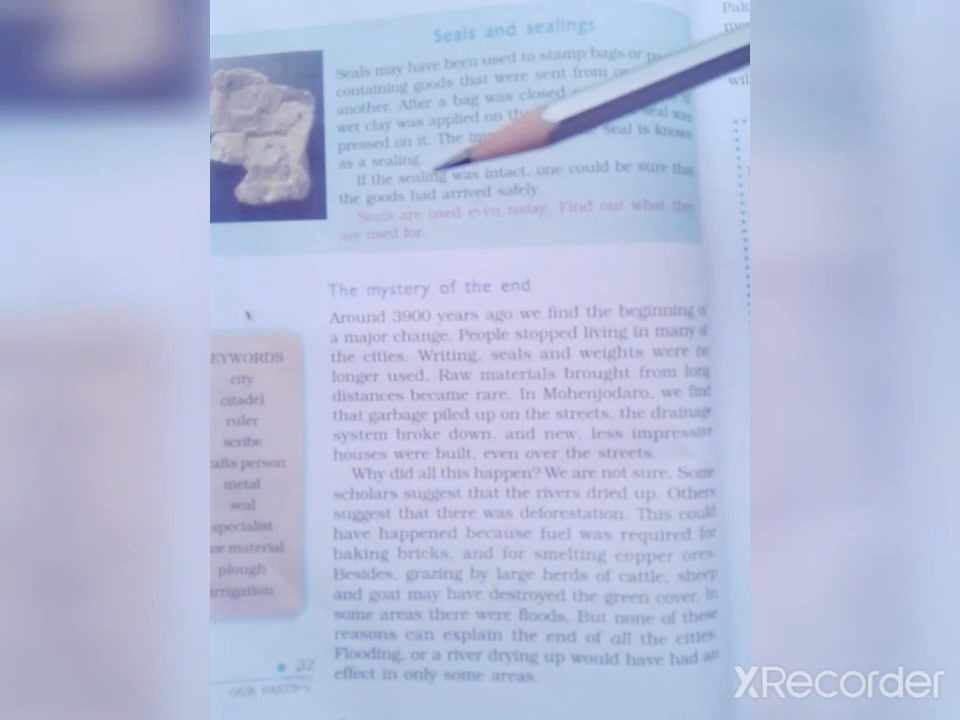 Seals and sealings
Seals may have been used to stamp bags or
containing goods that were sent from
another. After a bag was closed
wet clay was applied on seal was
pressed on it. The seal is known
as a sealing.
If the sealing was intact, one could be sure that
the goods had arrived safely.
Seals are used even today. Find out what they
are used for.
The mystery of the end
Around 3900 years ago we find the beginning of
a major change. People stopped living in many of
the cities. Writing, seals and weights were no
longer used. Raw materials brought from long
distances became rare. In Mohenjodaro, we find
that garbage piled up on the streets, the drainage
system broke down, and new, less impressive
houses were built, even over the streets.
Why did all this happen? We are not sure. Some
scholars suggest that the rivers dried up. Others
suggest that there was deforestation. This could
have happened because fuel was required for
baking bricks, and for smelting copper ores.
Besides, grazing by large herds of cattle, sheep
and goat may have destroyed the green cover. In
some areas there were floods. But none of these
reasons can explain the end of all the cities.
Flooding, or a river drying up would have had an
effect in only some areas.
EYWORDS
city
citadel
ruler
scribe
afts person
metal
seal
specialist
aw material
plough
irrigation
32
OUR PASTS–I
Pak
wil
XRecorder